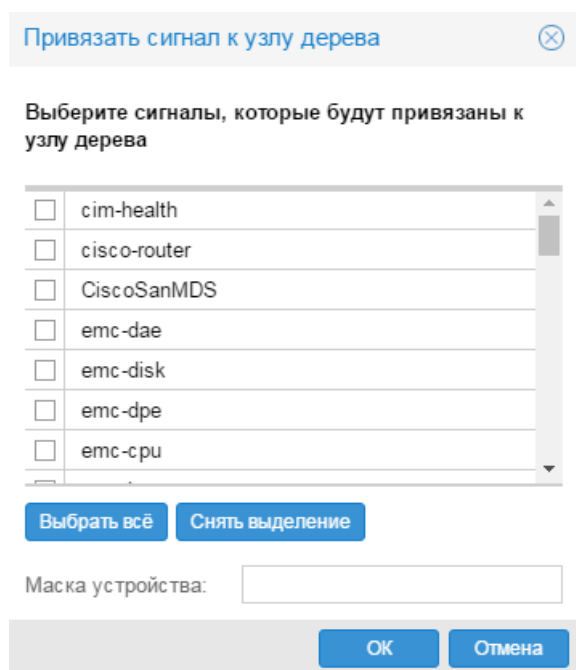 Привязать сигнал к узлу дерева
Выберите сигналы, которые будут привязаны к
узлу дерева
cim-health
cisco-router
CiscoSanMDS
emc-dae
emc-disk
emc-dpe
emc-cpu
Выбрать всё Снять выделение
Маска устройства:
ОК Отмена